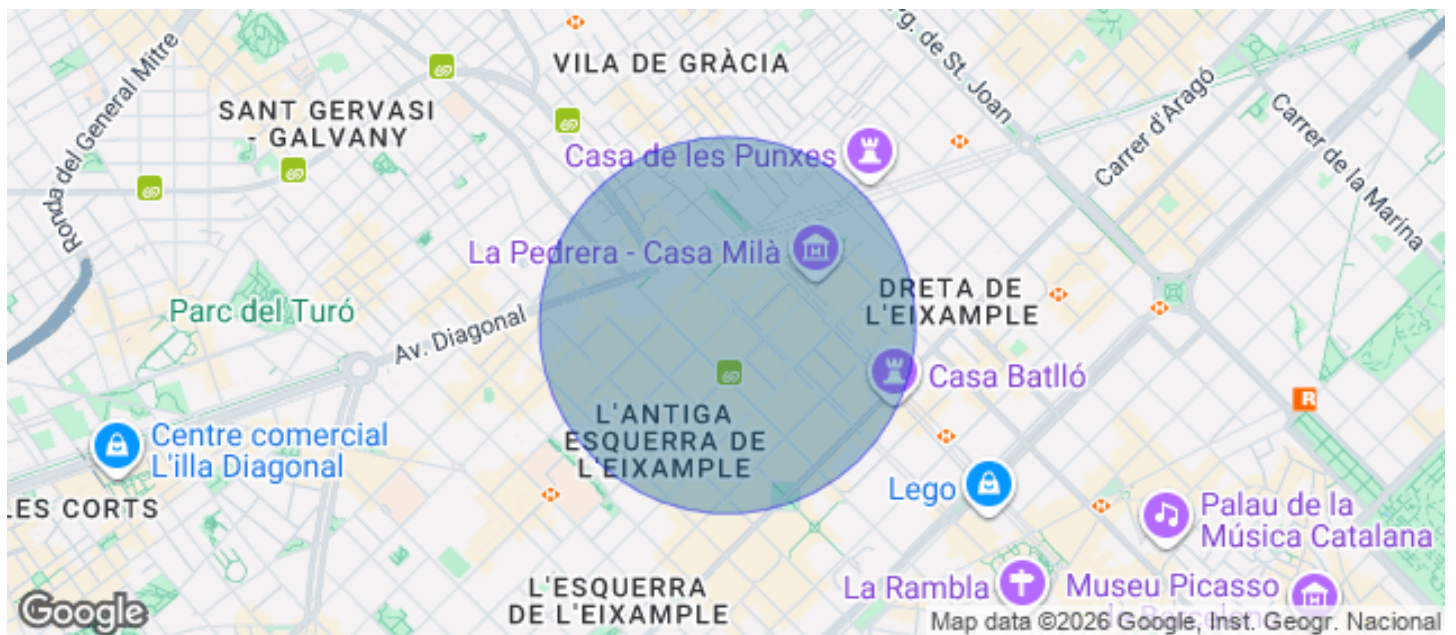 Pg. de St. Joan
VILA DE GRÀCIA
Ronda del General Mitre
SANT GERVASI
- GALVANY
Carrer d'Aragó
Carrer de la Marina
Casa de les Punxes
La Pedrera - Casa Milà
DRETA DE
L'EIXAMPLE
Parc del Turó
Av. Diagonal
Casa Batlló
R
L'ANTIGA
ESQUERRA DE
L'EIXAMPLE
Centre comercial
L'illa Diagonal
LES CORTS
Lego
Palau de la
Música Catalana
L'ESQUERRA
DE L'EIXAMPLE
La Rambla
Museu Picasso
Google
Map data ©2026 Google, Inst. Geogr. Nacional